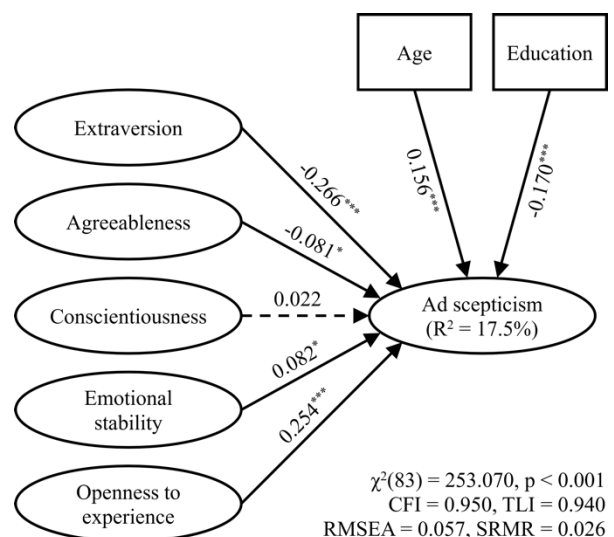 Age
Education
Extraversion
-0.266***
0.156***
-0.170***
Agreeableness
-0.081*
Conscientiousness
0.022
Ad scepticism
(R² = 17.5%)
Emotional
stability
0.082*
Openness to
experience
0.254***
χ²(83) = 253.070, p < 0.001
CFI = 0.950, TLI = 0.940
RMSEA = 0.057, SRMR = 0.026